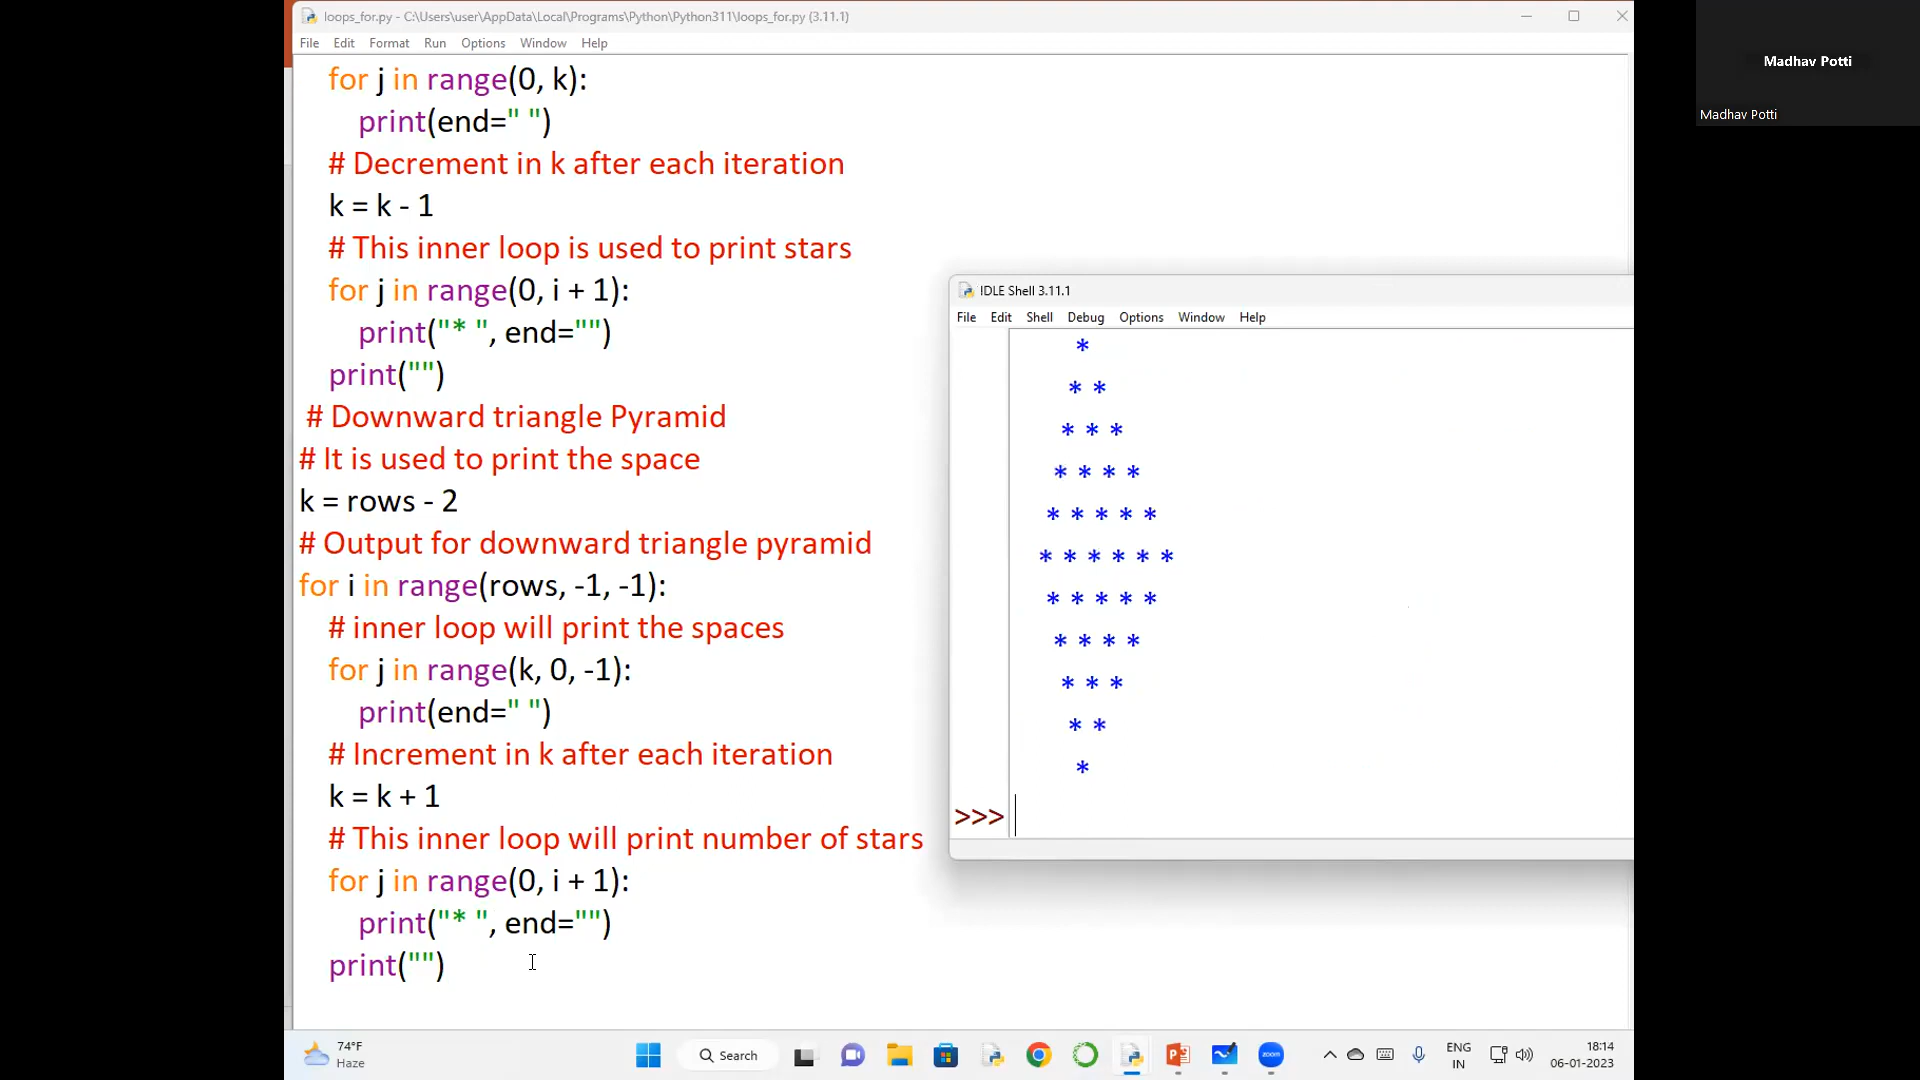 loops_for.py - C:\Users\user\AppData\Local\Programs\Python\Python311\loops_for.py (3.11.1)
File Edit Format Run Options Window Help
for j in range(0, k):
print(end=" ")
# Decrement in k after each iteration
k = k - 1
# This inner loop is used to print stars
for j in range(0, i + 1):
print("* ", end="")
print("")
# Downward triangle Pyramid
# It is used to print the space
k = rows - 2
# Output for downward triangle pyramid
for i in range(rows, -1, -1):
# inner loop will print the spaces
for j in range(k, 0, -1):
print(end=" ")
# Increment in k after each iteration
k = k + 1
# This inner loop will print number of stars
for j in range(0, i + 1):
print("* ", end="")
print("")
IDLE Shell 3.11.1
File Edit Shell Debug Options Window Help
*
* *
* * *
* * * *
* * * * *
* * * * * *
* * * * *
* * * *
* * *
* *
*
>>>
Madhav Potti
Madhav Potti
74°F
Haze
Search
zoom
ENG
IN
18:14
06-01-2023